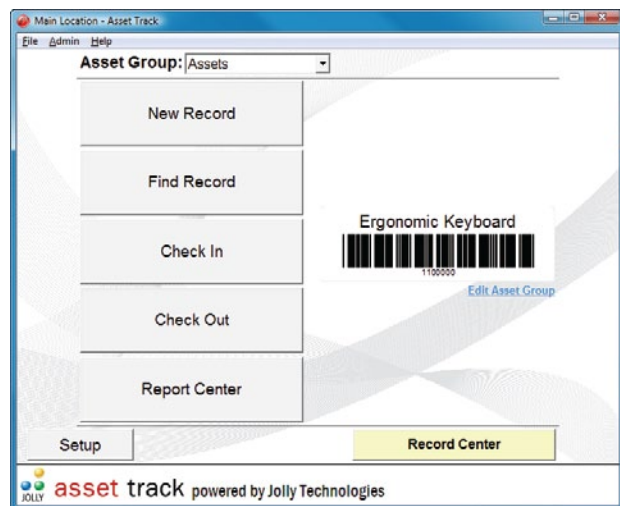 Main Location - Asset Track
File Admin Help
Asset Group: Assets
New Record
Find Record
Check In
Check Out
Report Center
Ergonomic Keyboard
1100000
Edit Asset Group
Setup
Record Center
JOLLY asset track powered by Jolly Technologies